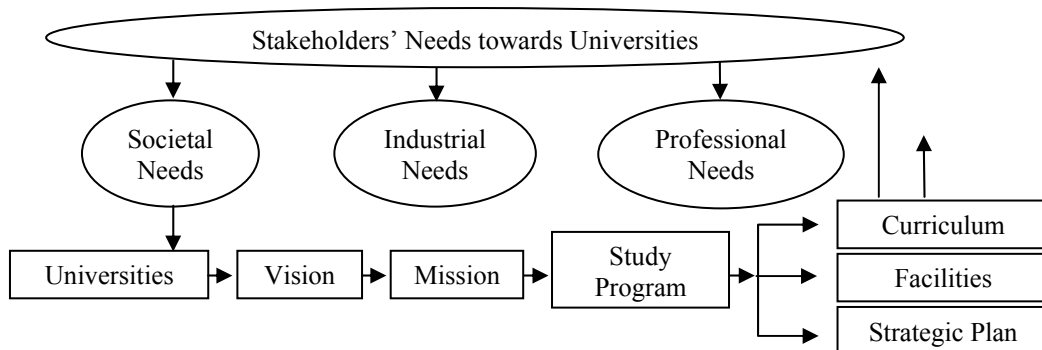 Stakeholders’ Needs towards Universities
Societal
Needs
Industrial
Needs
Professional
Needs
Universities
Vision
Mission
Study
Program
Curriculum
Facilities
Strategic Plan